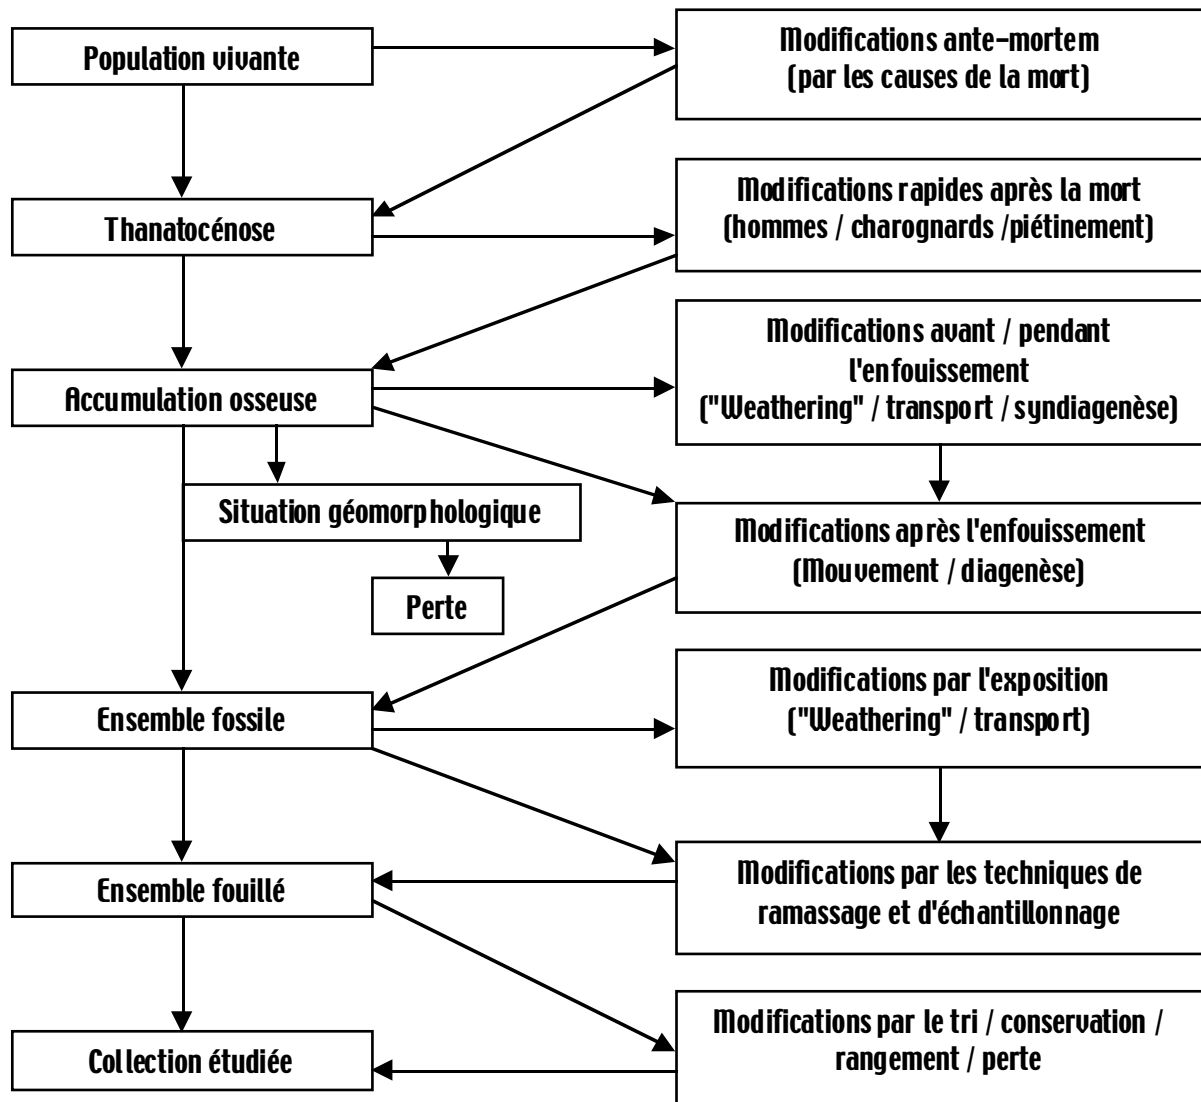 Population vivante
Modifications ante-mortem
(par les causes de la mort)
Thanatocénose
Modifications rapides après la mort
(hommes / charognards /piétinement)
Accumulation osseuse
Modifications avant / pendant
l'enfouissement
("Weathering" / transport / syndiagenèse)
Situation géomorphologique
Perte
Modifications après l'enfouissement
(Mouvement / diagenèse)
Ensemble fossile
Modifications par l'exposition
("Weathering" / transport)
Ensemble fouillé
Modifications par les techniques de
ramassage et d'échantillonnage
Collection étudiée
Modifications par le tri / conservation /
rangement / perte